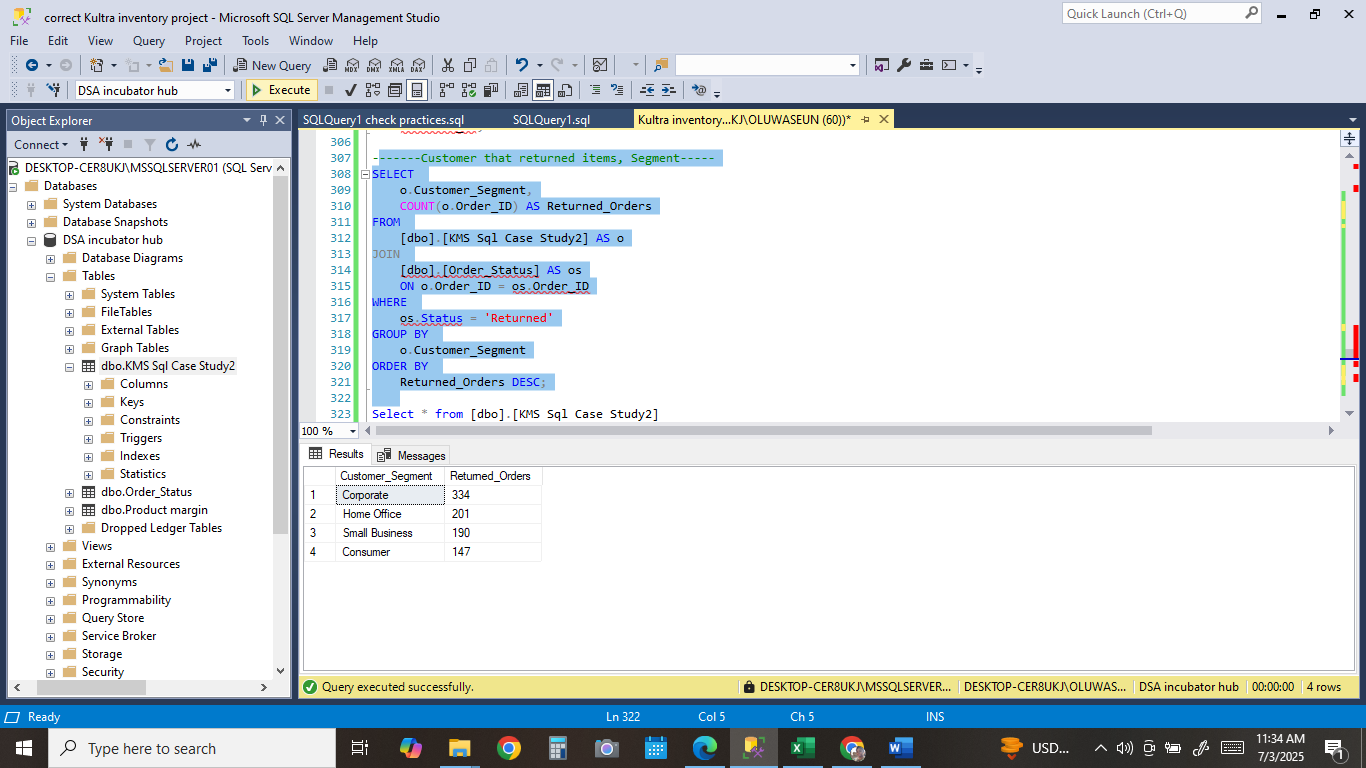 correct Kultra inventory project - Microsoft SQL Server Management Studio
Quick Launch (Ctrl+Q)
File Edit View Query Project Tools Window Help
New Query
MDX DMX XMLA DAX
DSA incubator hub
Execute
Object Explorer
Connect
DESKTOP-CER8UKJ\MSSQLSERVER01 (SQL Serv
Databases
System Databases
Database Snapshots
DSA incubator hub
Database Diagrams
Tables
System Tables
FileTables
External Tables
Graph Tables
dbo.KMS Sql Case Study2
Columns
Keys
Constraints
Triggers
Indexes
Statistics
dbo.Order_Status
dbo.Product margin
Dropped Ledger Tables
Views
External Resources
Synonyms
Programmability
Query Store
Service Broker
Storage
Security
SQLQuery1 check practices.sql
SQLQuery1.sql
Kultra inventory...KJ\OLUWASEUN (60))*
306
307 -------Customer that returned items, Segment-----
308 SELECT
309 o.Customer_Segment,
310 COUNT(o.Order_ID) AS Returned_Orders
311 FROM
312 [dbo].[KMS Sql Case Study2] AS o
313 JOIN
314 [dbo].[Order_Status] AS os
315 ON o.Order_ID = os.Order_ID
316 WHERE
317 os.Status = 'Returned'
318 GROUP BY
319 o.Customer_Segment
320 ORDER BY
321 Returned_Orders DESC;
322
323 Select * from [dbo].[KMS Sql Case Study2]
100 %
Results Messages
Customer_Segment Returned_Orders
1 Corporate 334
2 Home Office 201
3 Small Business 190
4 Consumer 147
Query executed successfully.
DESKTOP-CER8UKJ\MSSQLSERVER... DESKTOP-CER8UKJ\OLUWAS... DSA incubator hub 00:00:00 4 rows
Ready Ln 322 Col 5 Ch 5 INS
Type here to search
USD...
11:34 AM
7/3/2025
1